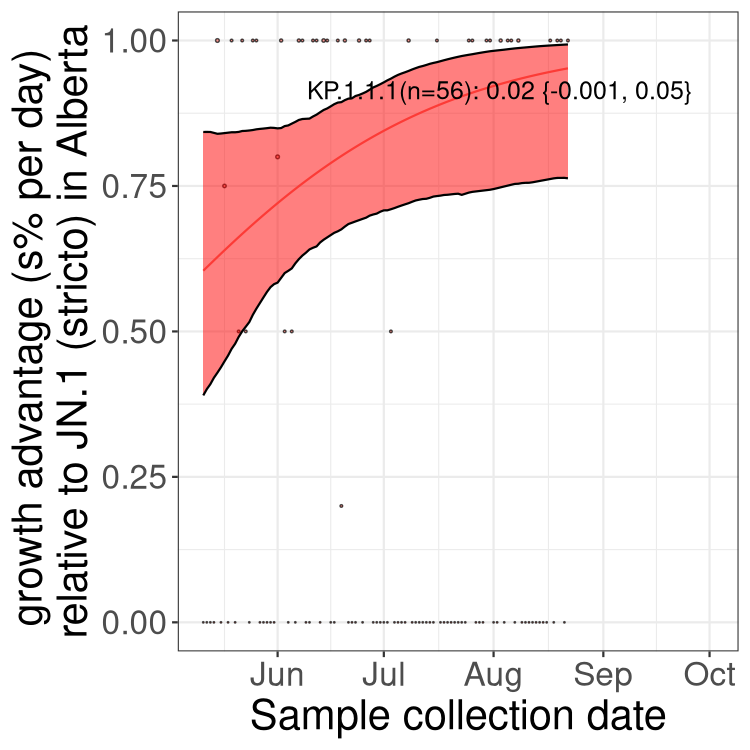 growth advantage (s% per day)
relative to JN.1 (stricto) in Alberta
1.00
0.75
0.50
0.25
0.00
KP.1.1.1(n=56): 0.02 {-0.001, 0.05}
Jun Jul Aug Sep Oct
Sample collection date